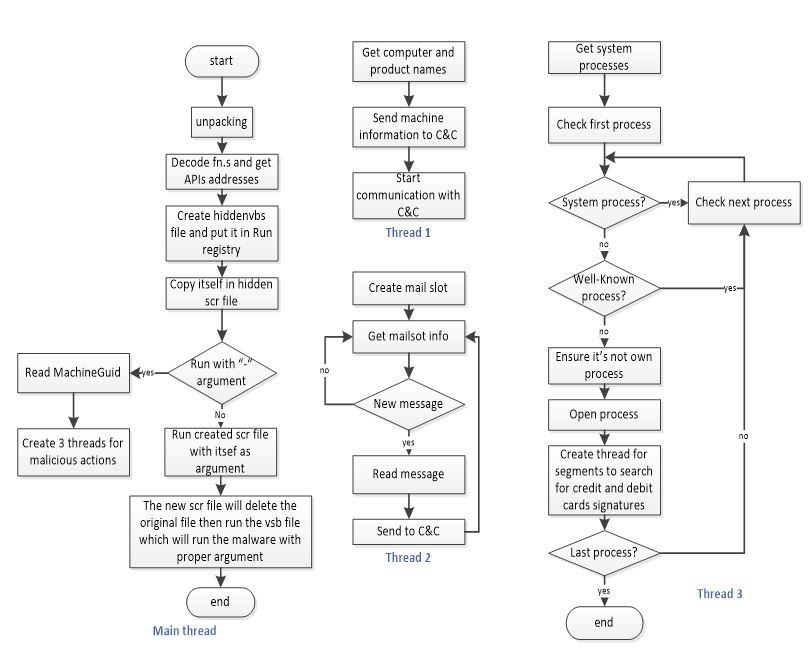 start
unpacking
Decode fn.s and get
APIs addresses
Create hiddenvbs
file and put it in Run
registry
Copy itself in hidden
scr file
Run with “-“
argument
yes
Read MachineGuid
Create 3 threads for
malicious actions
No
Run created scr file
with itsef as
argument
The new scr file will delete the
original file then run the vsb file
which will run the malware with
proper argument
end
Main thread
Get computer and
product names
Send machine
information to C&C
Start
communication with
C&C
Thread 1
Create mail slot
Get mailsot info
no
New message
yes
Read message
Send to C&C
Thread 2
Get system
processes
Check first process
System process?
yes
Check next process
no
Well-Known
process?
yes
no
Ensure it’s not own
process
Open process
no
Create thread for
segments to search
for credit and debit
cards signatures
Last process?
yes
Thread 3
end